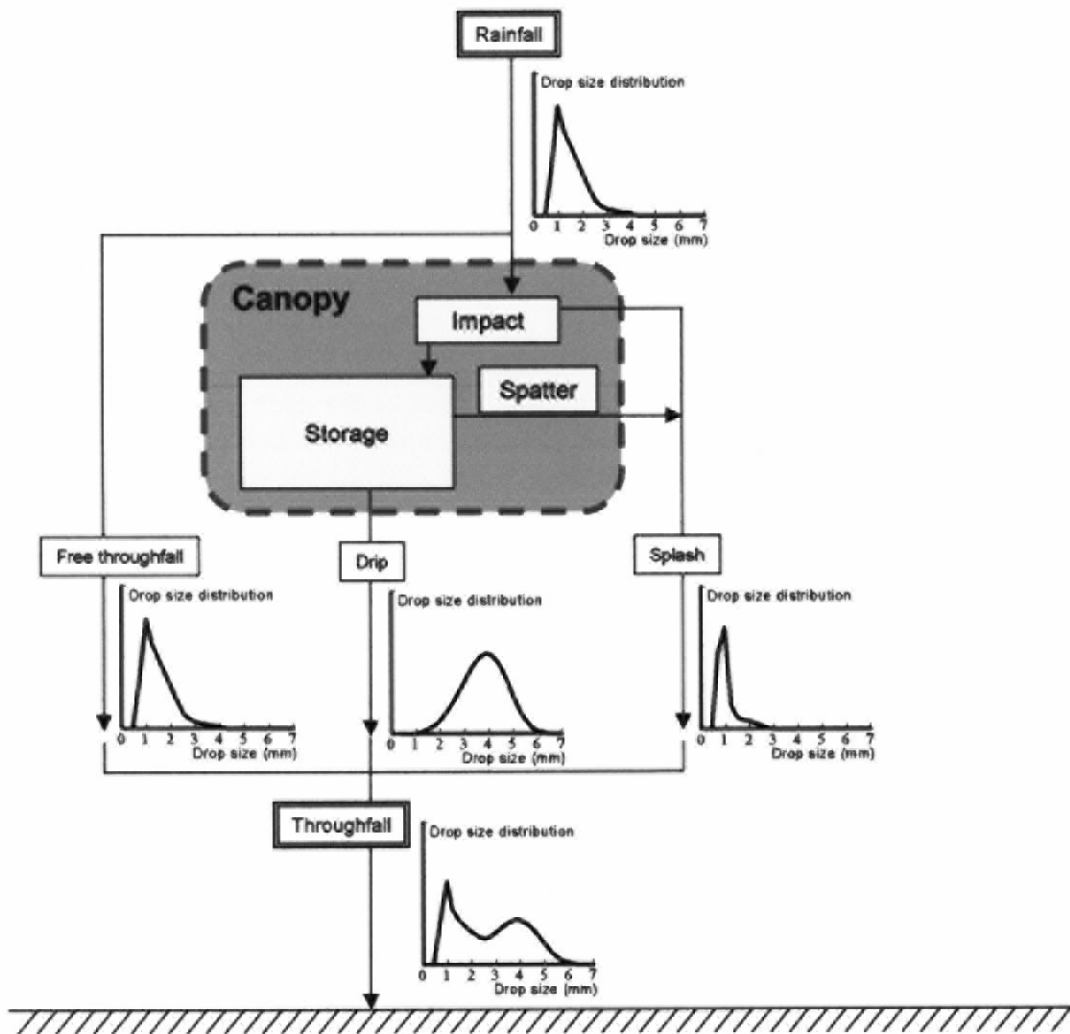 Rainfall
Drop size distribution
0 1 2 3 4 5 6 7
Drop size (mm)
Canopy
Impact
Spatter
Storage
Free throughfall
Drip
Splash
Drop size distribution
0 1 2 3 4 5 6 7
Drop size (mm)
Drop size distribution
0 1 2 3 4 5 6 7
Drop size (mm)
Drop size distribution
0 1 2 3 4 5 6 7
Drop size (mm)
Throughfall
Drop size distribution
0 1 2 3 4 5 6 7
Drop size (mm)